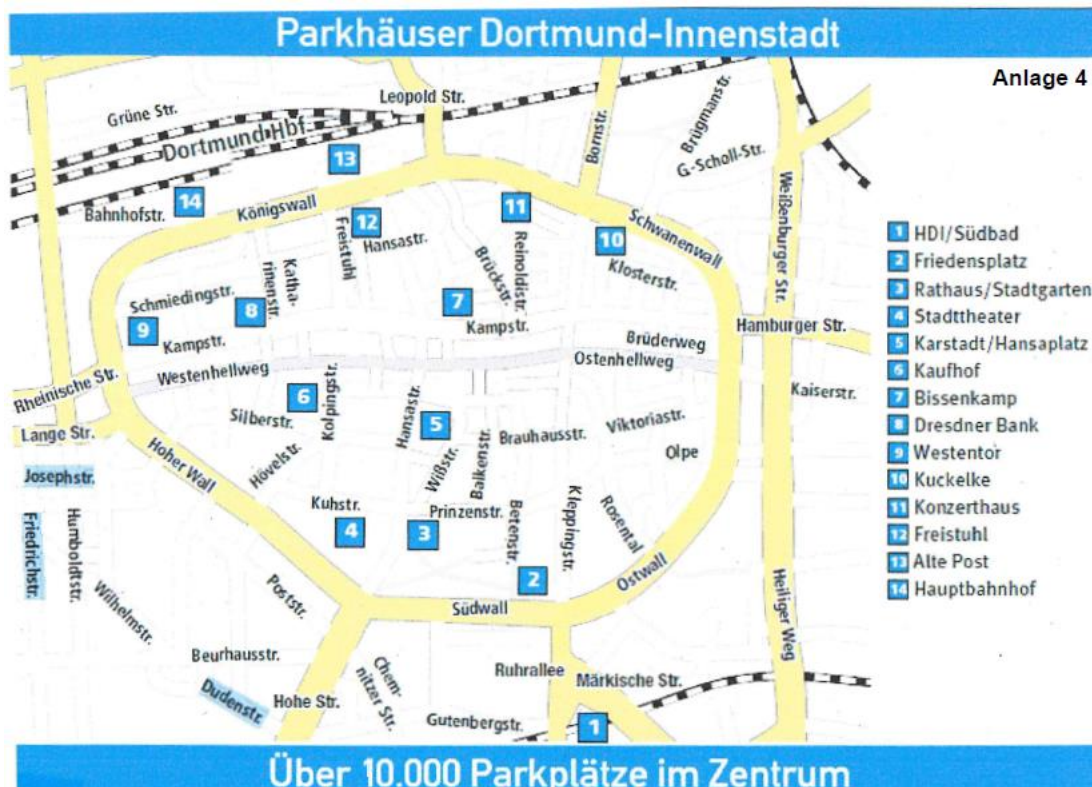 Parkhäuser Dortmund-Innenstadt
Anlage 4
Leopold Str.
Grüne Str.
Dortmund Hbf
Bornstr.
Brügmanstr.
G-Scholl-Str.
Weißenburger Str.
13
14
Bahnhofstr.
Königswall
12
Freistuhl
Hansastr.
11
Reinoldistr.
Brückstr.
10
Schwanenwall
Klosterstr.
Katha-
rinenstr.
Schmiedingstr.
8
7
9
Kampstr.
Kampstr.
Hamburger Str.
Brüderweg
Westenhellweg
Ostenhellweg
Rheinische Str.
Kaiserstr.
6
Kolpingstr.
Silberstr.
Hansastr.
5
Lange Str.
Hoher Wall
Hövelstr.
Wißstr.
Balkenstr.
Brauhausstr.
Viktoriastr.
Olpe
Josephstr.
Friedrichstr.
Humboldtstr.
Kuhstr.
4
3
Prinzenstr.
Betenstr.
Kleppingstr.
Rosental
2
Ostwall
Südwall
Wilhelmstr.
Poststr.
Heiliger Weg
Beurhausstr.
Dudenstr.
Hohe Str.
Chem-
nitzer Str.
Ruhrallee
Märkische Str.
Gutenbergstr.
1
1 HDI/Südbad
2 Friedensplatz
3 Rathaus/Stadtgarten
4 Stadttheater
5 Karstadt/Hansaplatz
6 Kaufhof
7 Bissenkamp
8 Dresdner Bank
9 Westentor
10 Kuckelke
11 Konzerthaus
12 Freistuhl
13 Alte Post
14 Hauptbahnhof
Über 10.000 Parkplätze im Zentrum